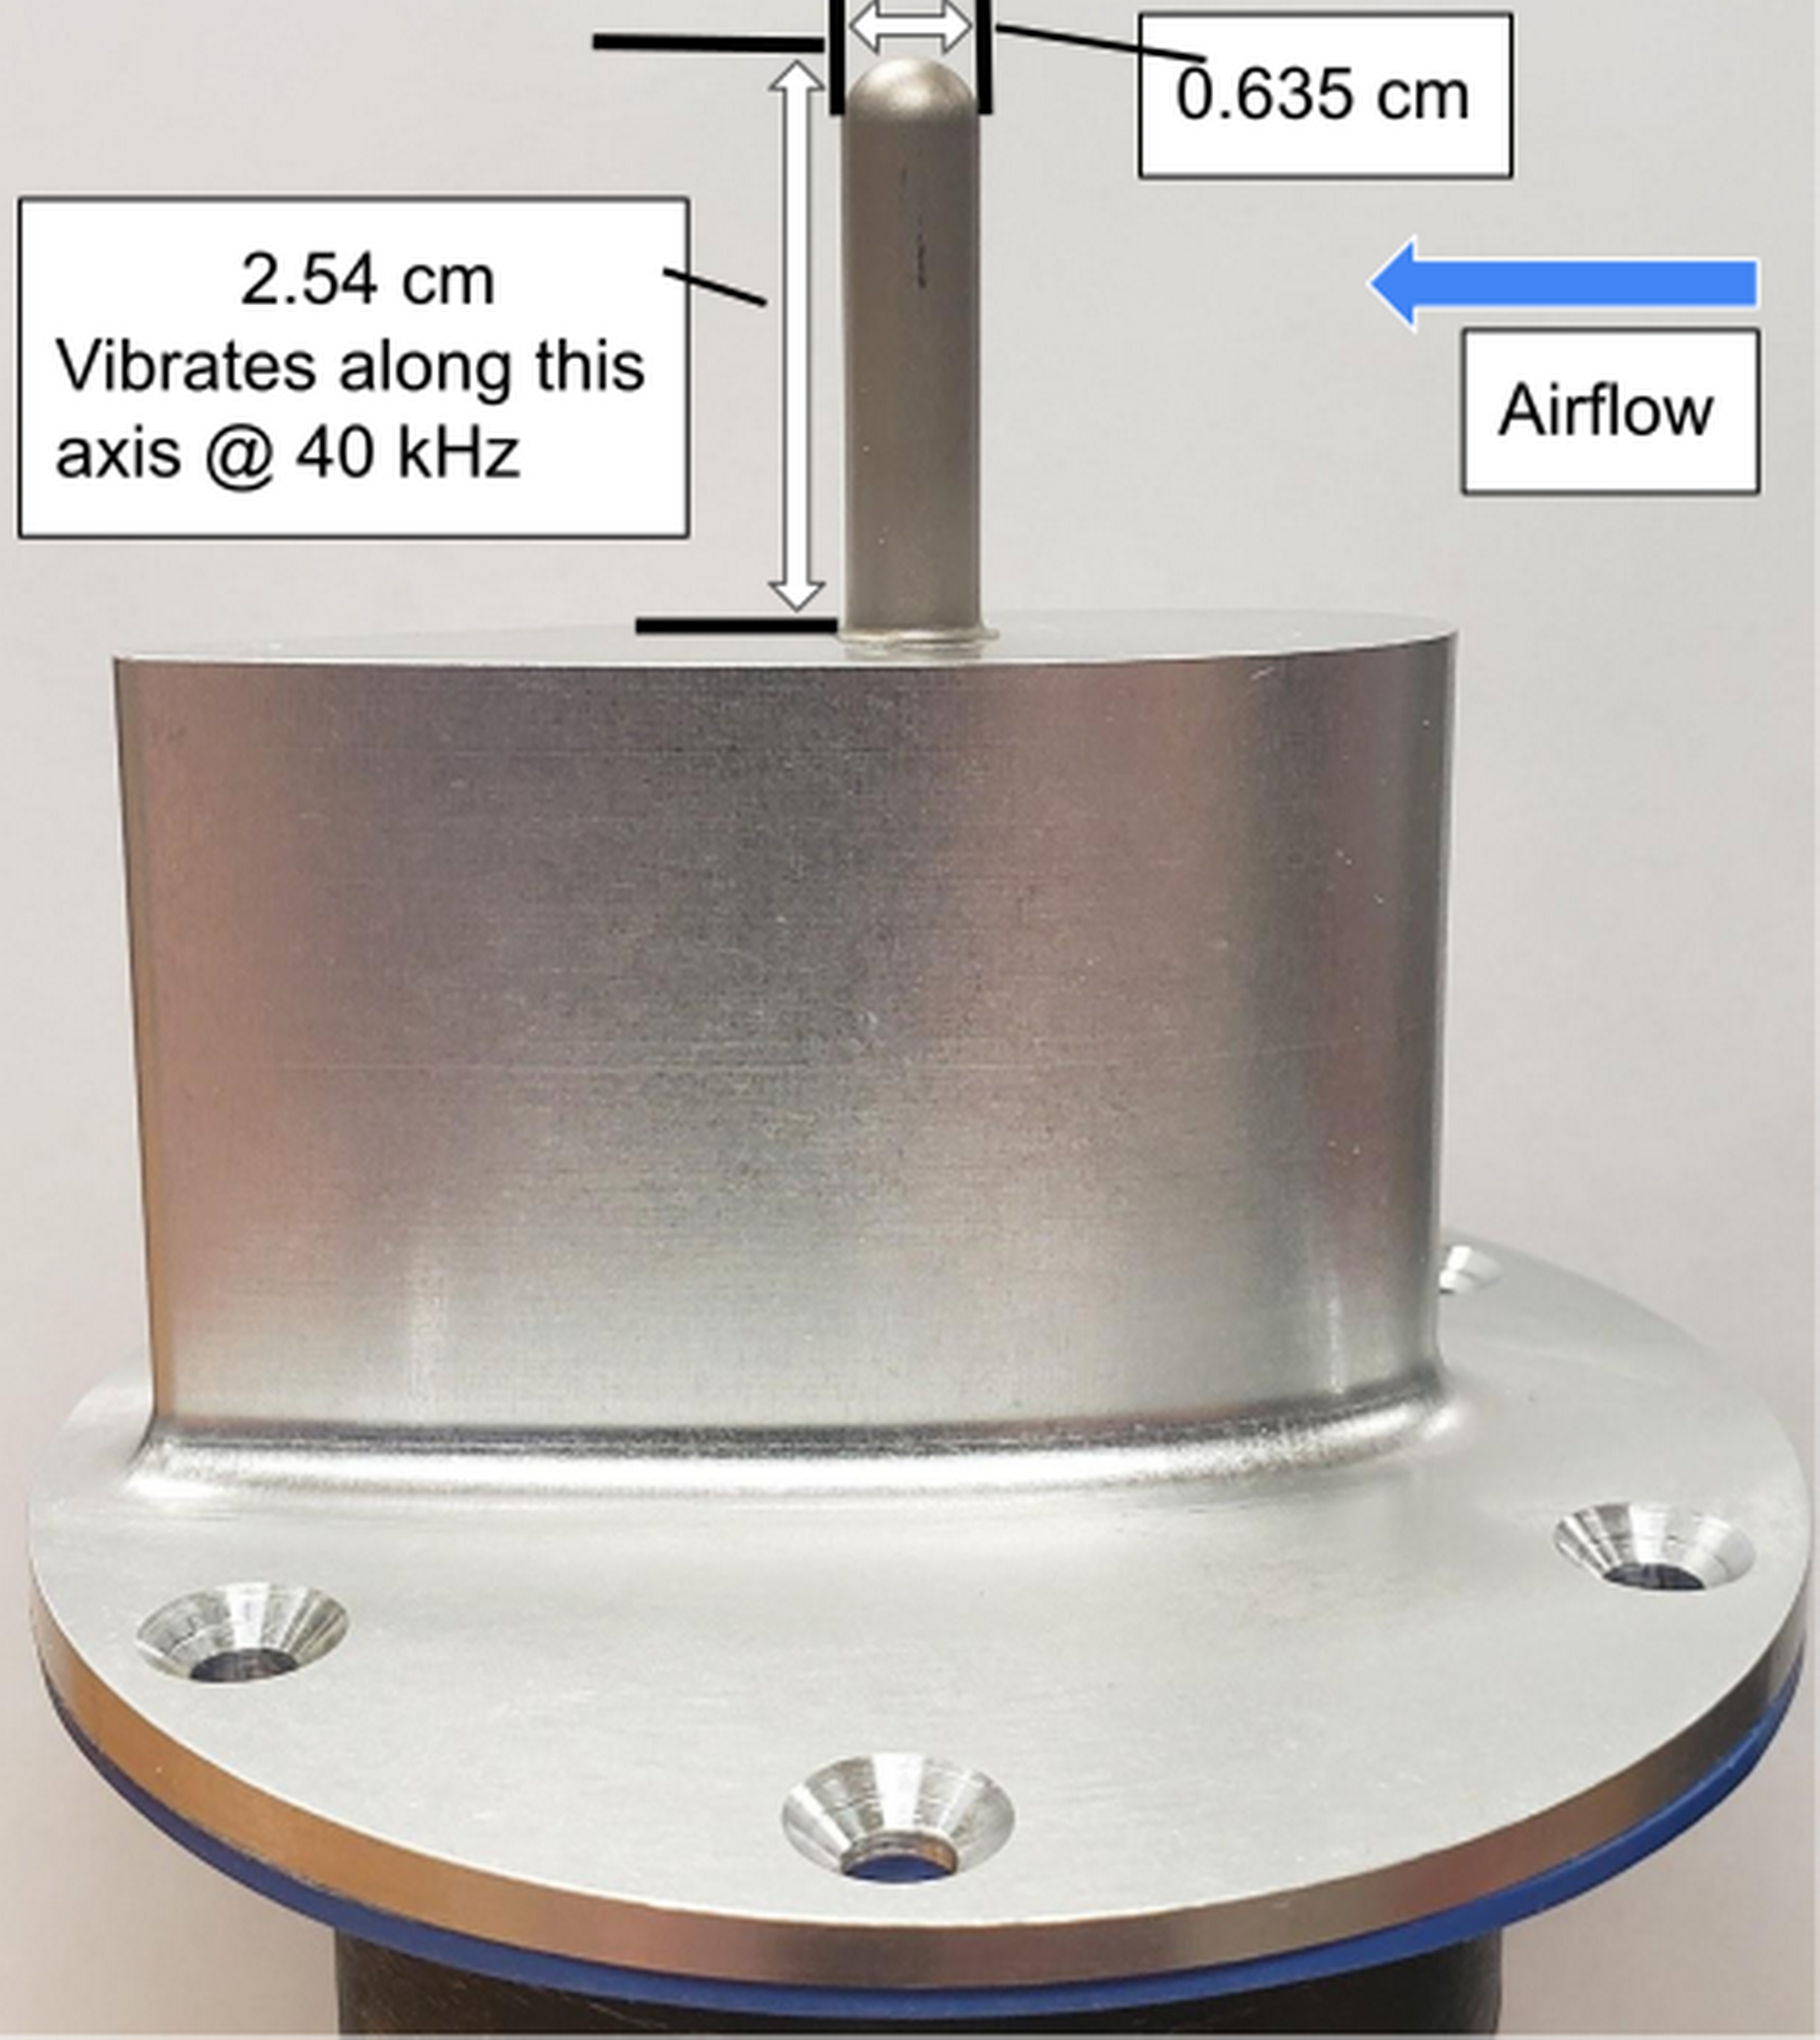 0.635 cm
2.54 cm
Vibrates along this
axis @ 40 kHz
Airflow